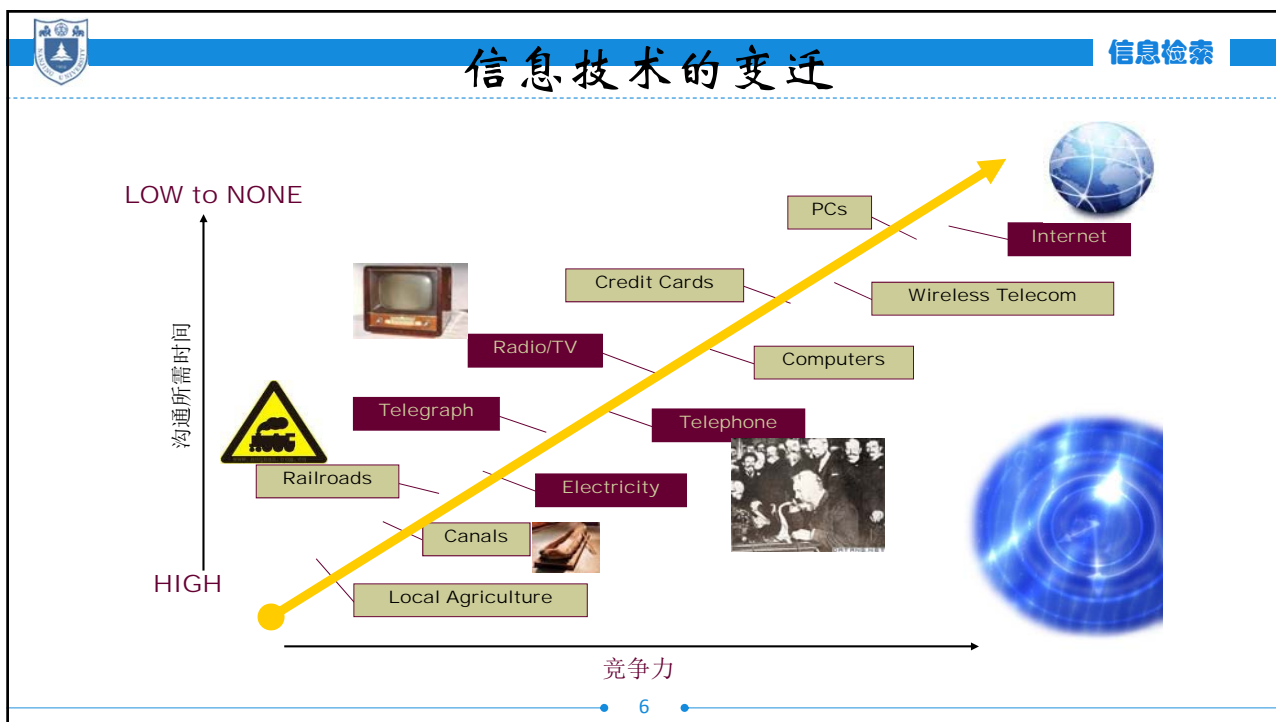 信息技术的变迁
信息检索
LOW to NONE
PCs
Internet
Credit Cards
Wireless Telecom
Radio/TV
Computers
沟通所需时间
Telegraph
Telephone
Railroads
Electricity
Canals
HIGH
Local Agriculture
竞争力
6